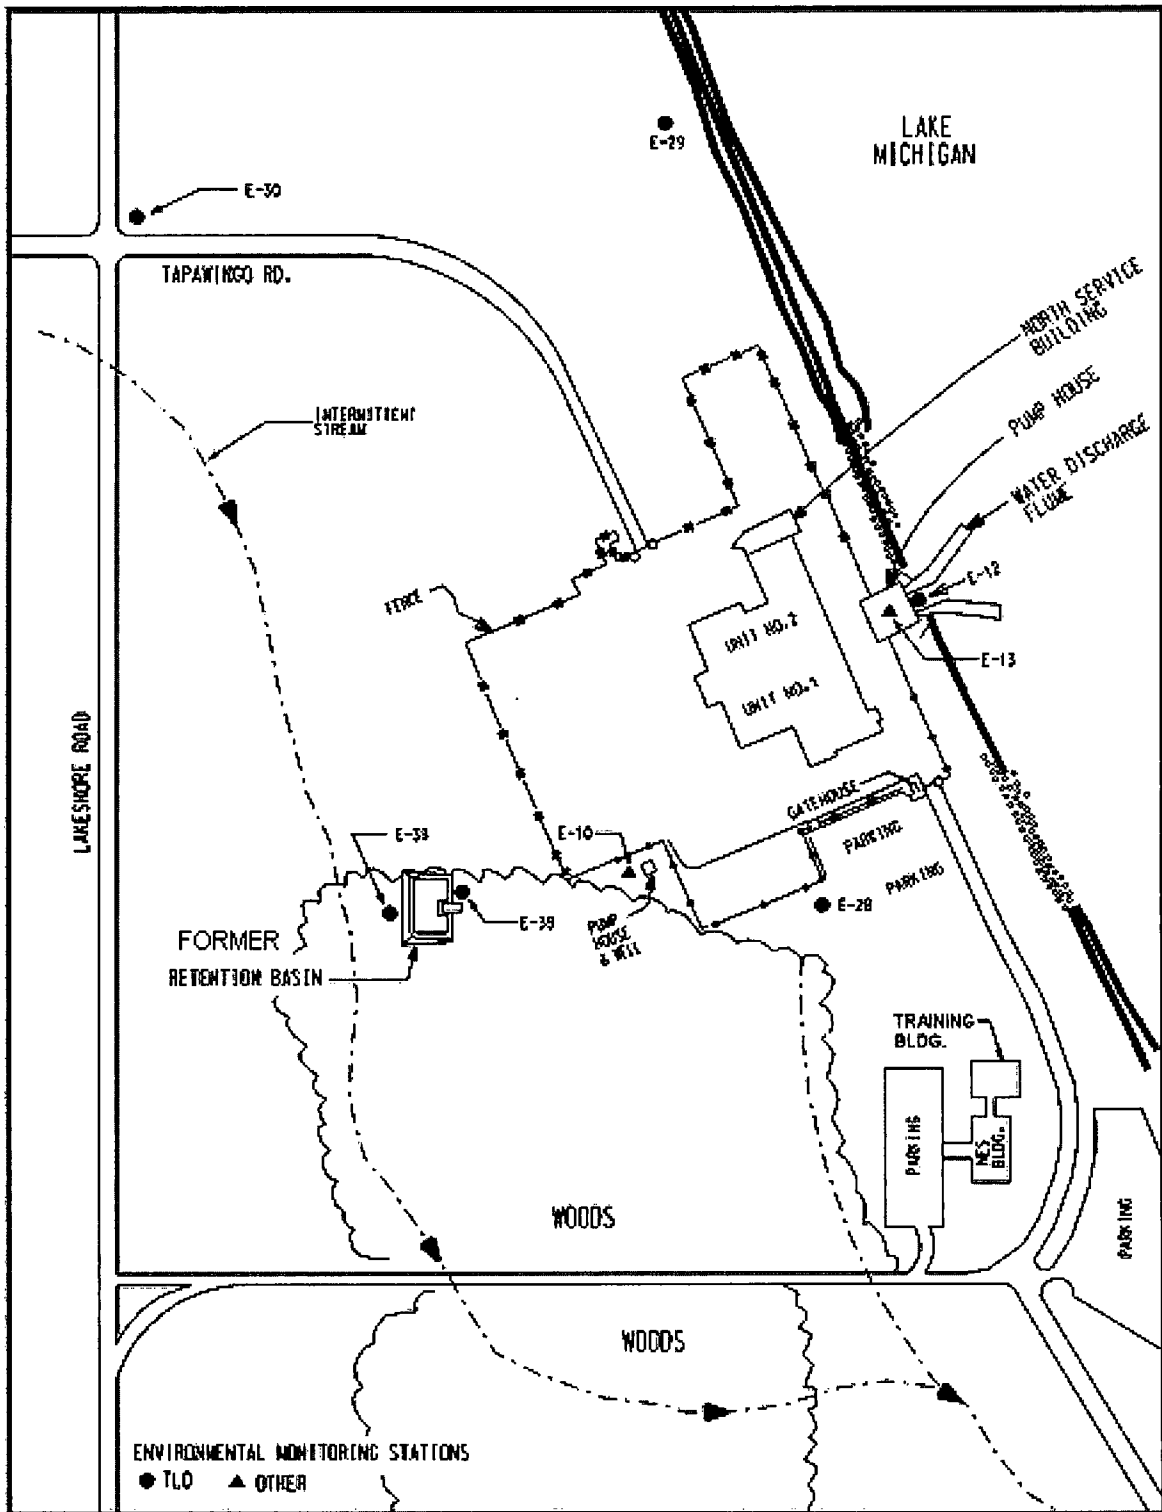 LAKE
MICHIGAN
E-29
E-30
TAPAWINGO RD.
NORTH SERVICE
BUILDING
PUMP HOUSE
WATER DISCHARGE
FLUME
INTERMITTENT
STREAM
E-12
FENCE
UNIT NO.2
E-13
UNIT NO.1
LAKESHORE ROAD
GATEHOUSE
E-10
PARKING
PARKING
E-28
E-39
PUMP
HOUSE
& WELL
FORMER
RETENTION BASIN
TRAINING
BLDG.
PARKING
NES
BLDG.
PARKING
WOODS
WOODS
ENVIRONMENTAL MONITORING STATIONS
TLD
OTHER